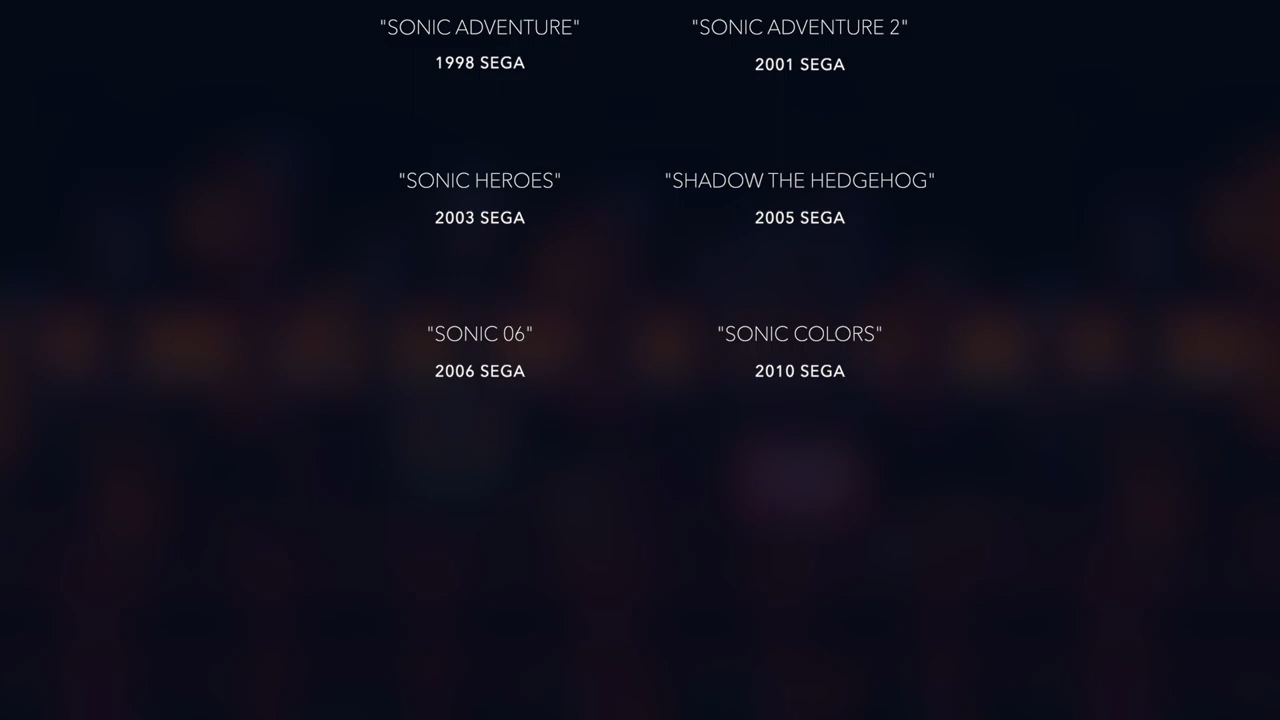 "SONIC ADVENTURE"
1998 SEGA
"SONIC ADVENTURE 2"
2001 SEGA
"SONIC HEROES"
2003 SEGA
"SHADOW THE HEDGEHOG"
2005 SEGA
"SONIC 06"
2006 SEGA
"SONIC COLORS"
2010 SEGA